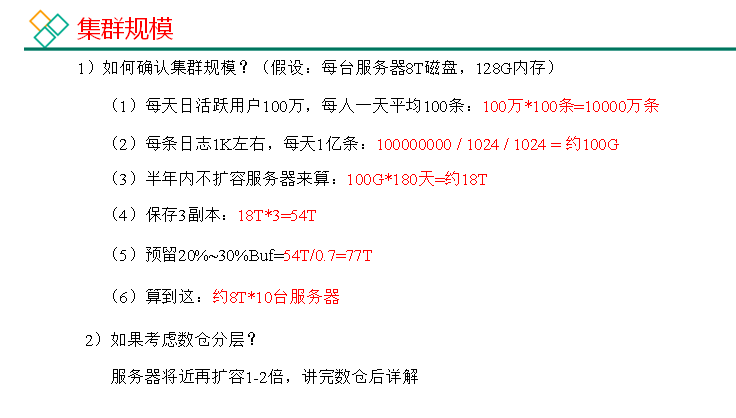 集群规模
1）如何确认集群规模？（假设：每台服务器8T磁盘，128G内存）
（1）每天日活跃用户100万，每人一天平均100条：100万*100条=10000万条
（2）每条日志1K左右，每天1亿条：100000000 / 1024 / 1024 = 约100G
（3）半年内不扩容服务器来算：100G*180天=约18T
（4）保存3副本：18T*3=54T
（5）预留20%~30%Buf=54T/0.7=77T
（6）算到这：约8T*10台服务器
2）如果考虑数仓分层？
服务器将近再扩容1-2倍，讲完数仓后详解